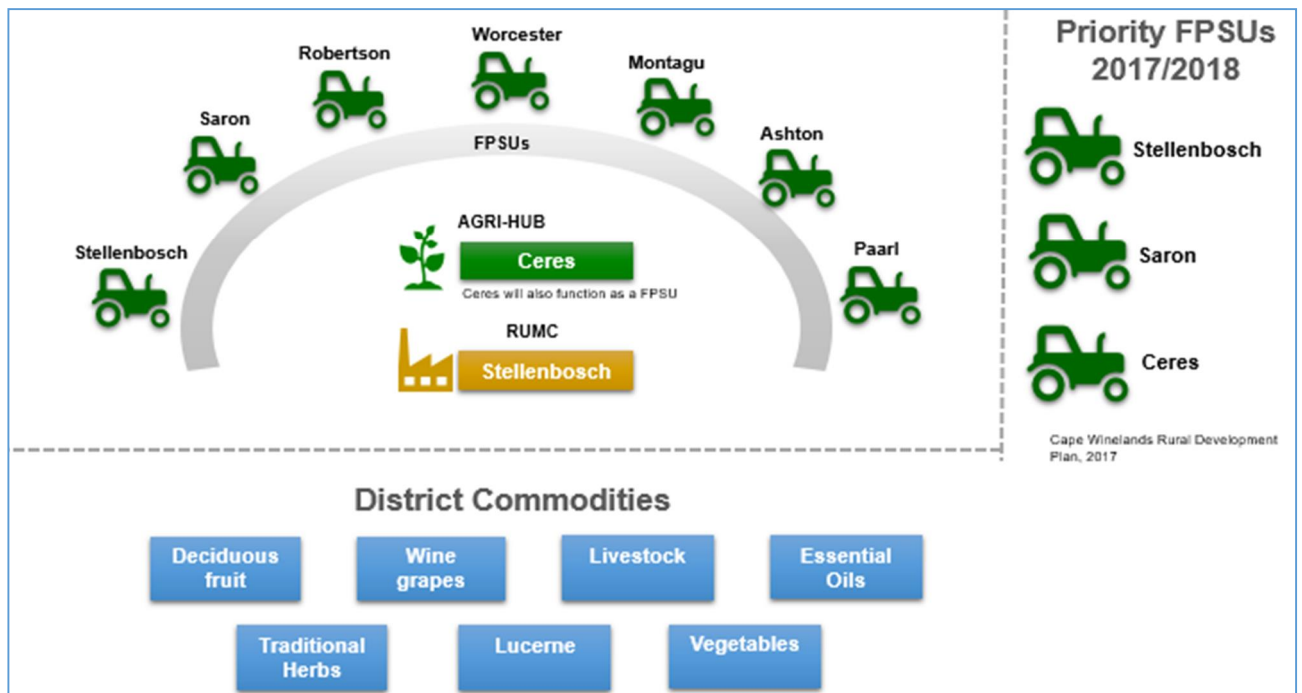 Worcester
Robertson
Montagu
Saron
Ashton
FPSUs
Stellenbosch
Paarl
AGRI-HUB
Ceres
Ceres will also function as a FPSU
RUMC
Stellenbosch
Priority FPSUs
2017/2018
Stellenbosch
Saron
Ceres
Cape Winelands Rural Development
Plan, 2017
District Commodities
Deciduous
fruit
Wine
grapes
Livestock
Essential
Oils
Traditional
Herbs
Lucerne
Vegetables